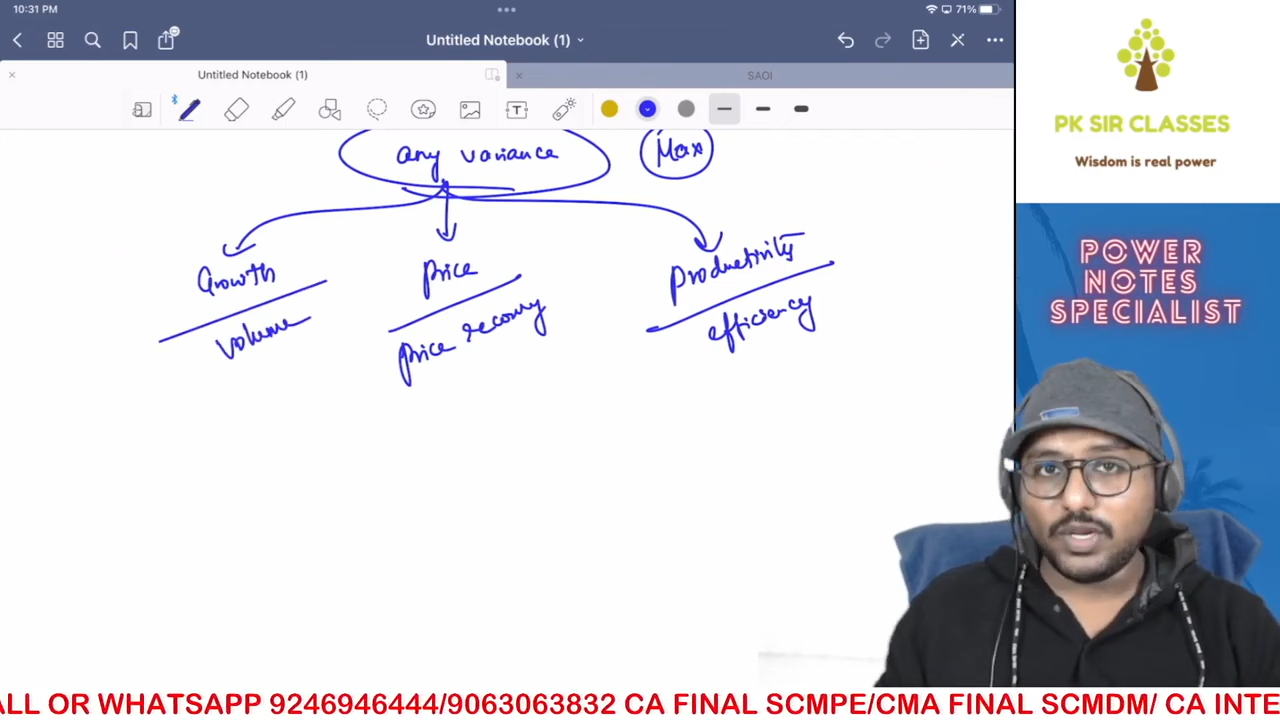 10:31 PM
71%
Untitled Notebook (1)
Untitled Notebook (1)
SAOI
T
any variance
Max
Growth
volume
price
price recovery
productivity
efficiency
PK SIR CLASSES
Wisdom is real power
POWER
NOTES
SPECIALIST
ALL OR WHATSAPP 9246946444/9063063832 CA FINAL SCMPE/CMA FINAL SCMDM/ CA INTE